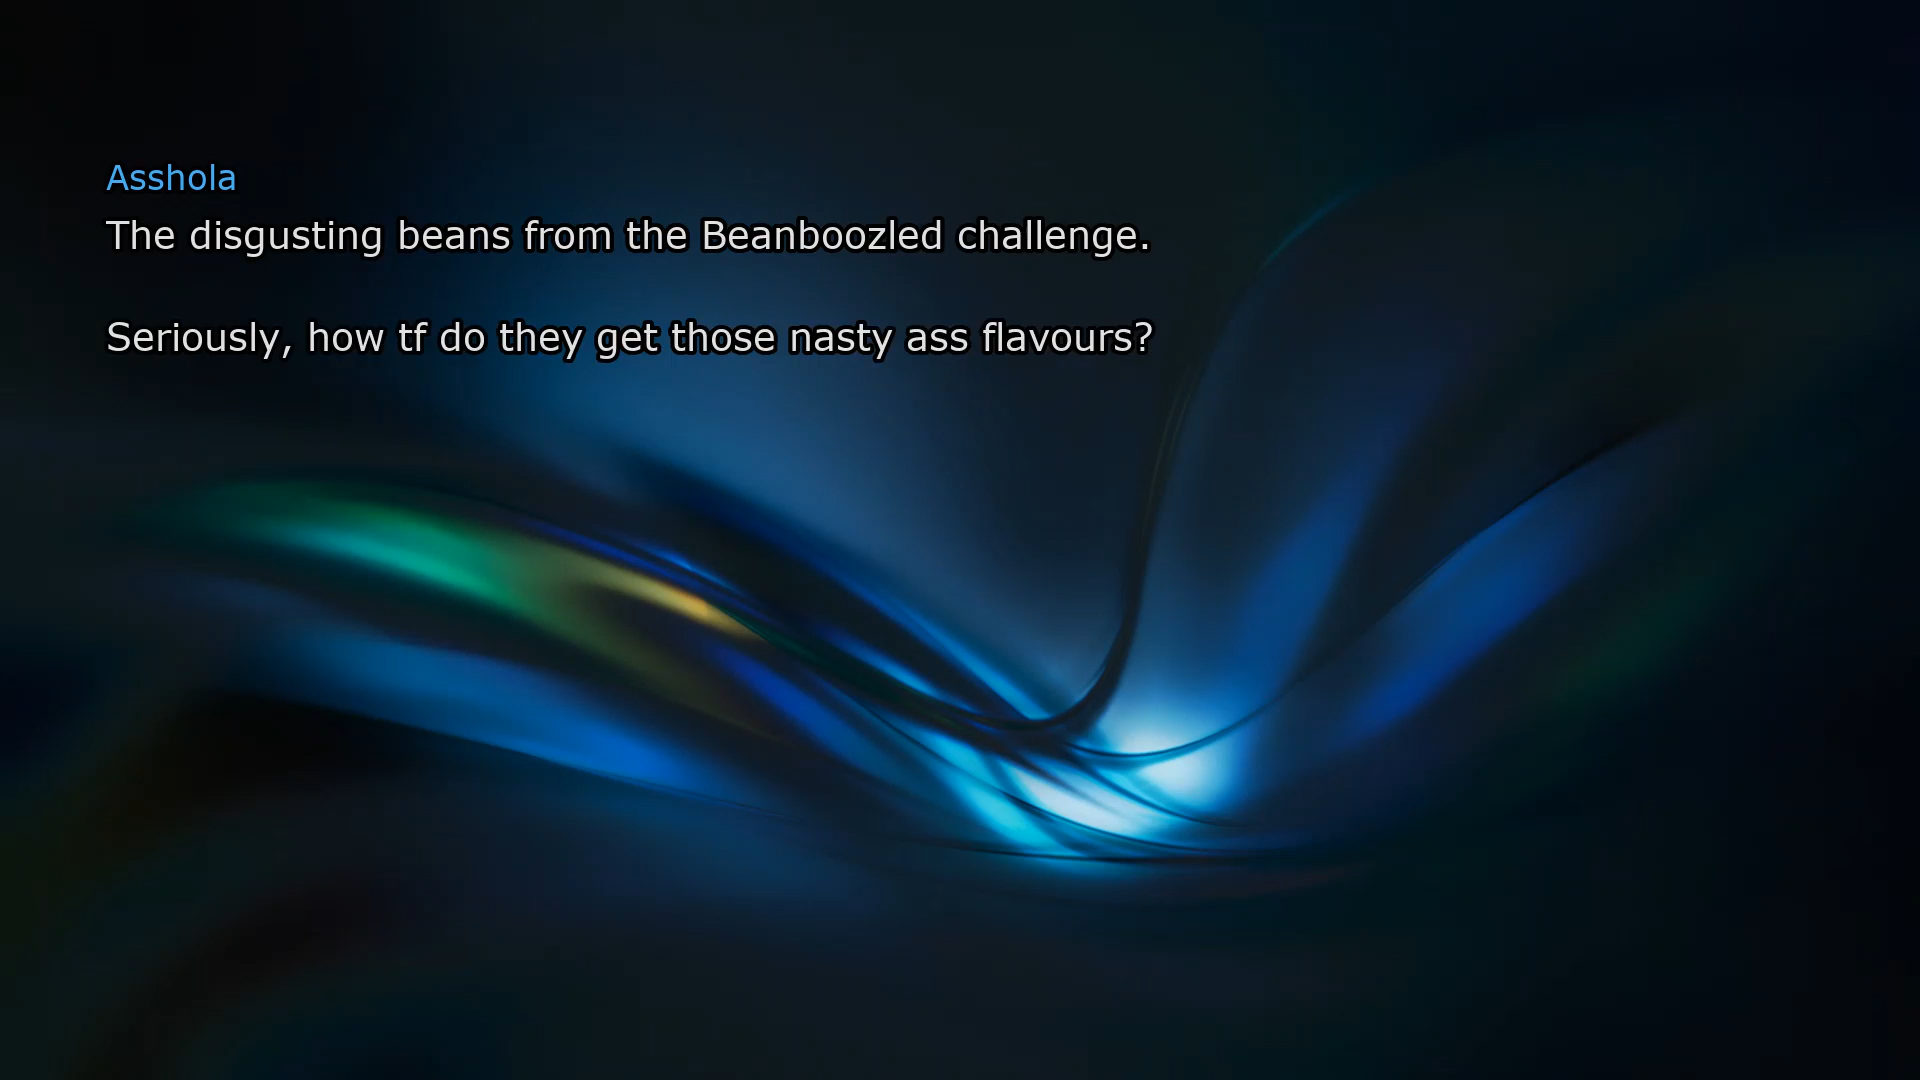 Asshola
The disgusting beans from the Beanboozled challenge.
Seriously, how tf do they get those nasty ass flavours?